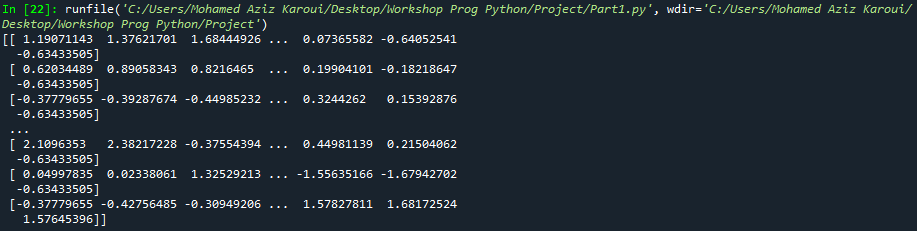 In [22]: runfile('C:/Users/Mohamed Aziz Karoui/Desktop/Workshop Prog Python/Project/Part1.py', wdir='C:/Users/Mohamed Aziz Karoui/
Desktop/Workshop Prog Python/Project')
[[ 1.19071143  1.37621701  1.68444926 ...  0.07365582 -0.64052541
  -0.63433505]
 [ 0.62034489  0.89058343  0.8216465  ...  0.19904101 -0.18218647
  -0.63433505]
 [-0.37779655 -0.39287674 -0.44985232 ...  0.3244262   0.15392876
  -0.63433505]
 ...
 [ 2.1096353   2.38217228 -0.37554394 ...  0.44981139  0.21504062
  -0.63433505]
 [ 0.04997835  0.02338061  1.32529213 ... -1.55635166 -1.67942702
  -0.63433505]
 [-0.37779655 -0.42756485 -0.30949206 ...  1.57827811  1.68172524
   1.57645396]]